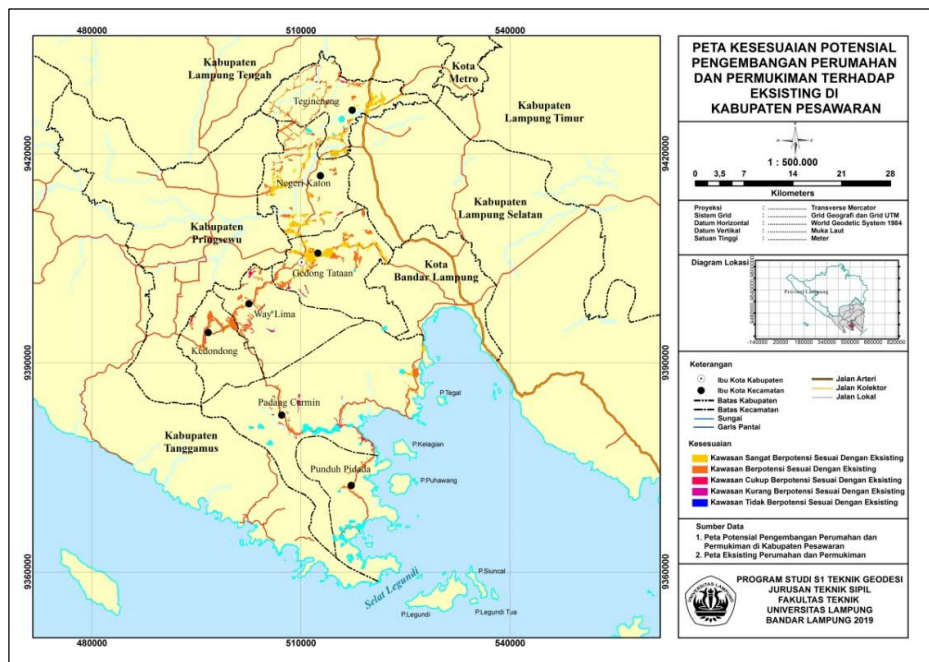 480000
510000
540000
Kabupaten
Lampung Tengah
Kota
Metro
Tegineneng
Kabupaten
Lampung Timur
9420000
9420000
Negeri Katon
Kabupaten
Lampung Selatan
Kabupaten
Pringsewu
Gedong Tataan
Kota
Bandar Lampung
Way Lima
Kedondong
9390000
9390000
P.Tegal
Padang Cermin
Kabupaten
Tanggamus
P.Kelagian
Punduh Pidada
P.Puhawang
9360000
9360000
Selat Legundi
P.Siuncal
P.Legundi
P.Legundi Tua
480000
510000
540000
PETA KESESUAIAN POTENSIAL
PENGEMBANGAN PERUMAHAN
DAN PERMUKIMAN TERHADAP
EKSISTING DI
KABUPATEN PESAWARAN
1 : 500.000
0 3,5 7 14 21 28
Kilometers
Proyeksi : .................. Transverse Mercator
Sistem Grid : .................. Grid Geografi dan Grid UTM
Datum Horizontal : .................. World Geodetic System 1984
Datum Vertikal : .................. Muka Laut
Satuan Tinggi : .................. Meter
Diagram Lokasi
Provinsi Lampung
-140000 20000 180000 340000 500000 660000 820000
Keterangan
Ibu Kota Kabupaten
Ibu Kota Kecamatan
Batas Kabupaten
Batas Kecamatan
Sungai
Garis Pantai
Jalan Arteri
Jalan Kolektor
Jalan Lokal
Kesesuaian
Kawasan Sangat Berpotensi Sesuai Dengan Eksisting
Kawasan Berpotensi Sesuai Dengan Eksisting
Kawasan Cukup Berpotensi Sesuai Dengan Eksisting
Kawasan Kurang Berpotensi Sesuai Dengan Eksisting
Kawasan Tidak Berpotensi Sesuai Dengan Eksisting
Sumber Data
1. Peta Potensial Pengembangan Perumahan dan
Permukiman di Kabupaten Pesawaran
2. Peta Eksisting Perumahan dan Permukiman
UNIVERSITAS LAMPUNG
PROGRAM STUDI S1 TEKNIK GEODESI
JURUSAN TEKNIK SIPIL
FAKULTAS TEKNIK
UNIVERSITAS LAMPUNG
BANDAR LAMPUNG 2019